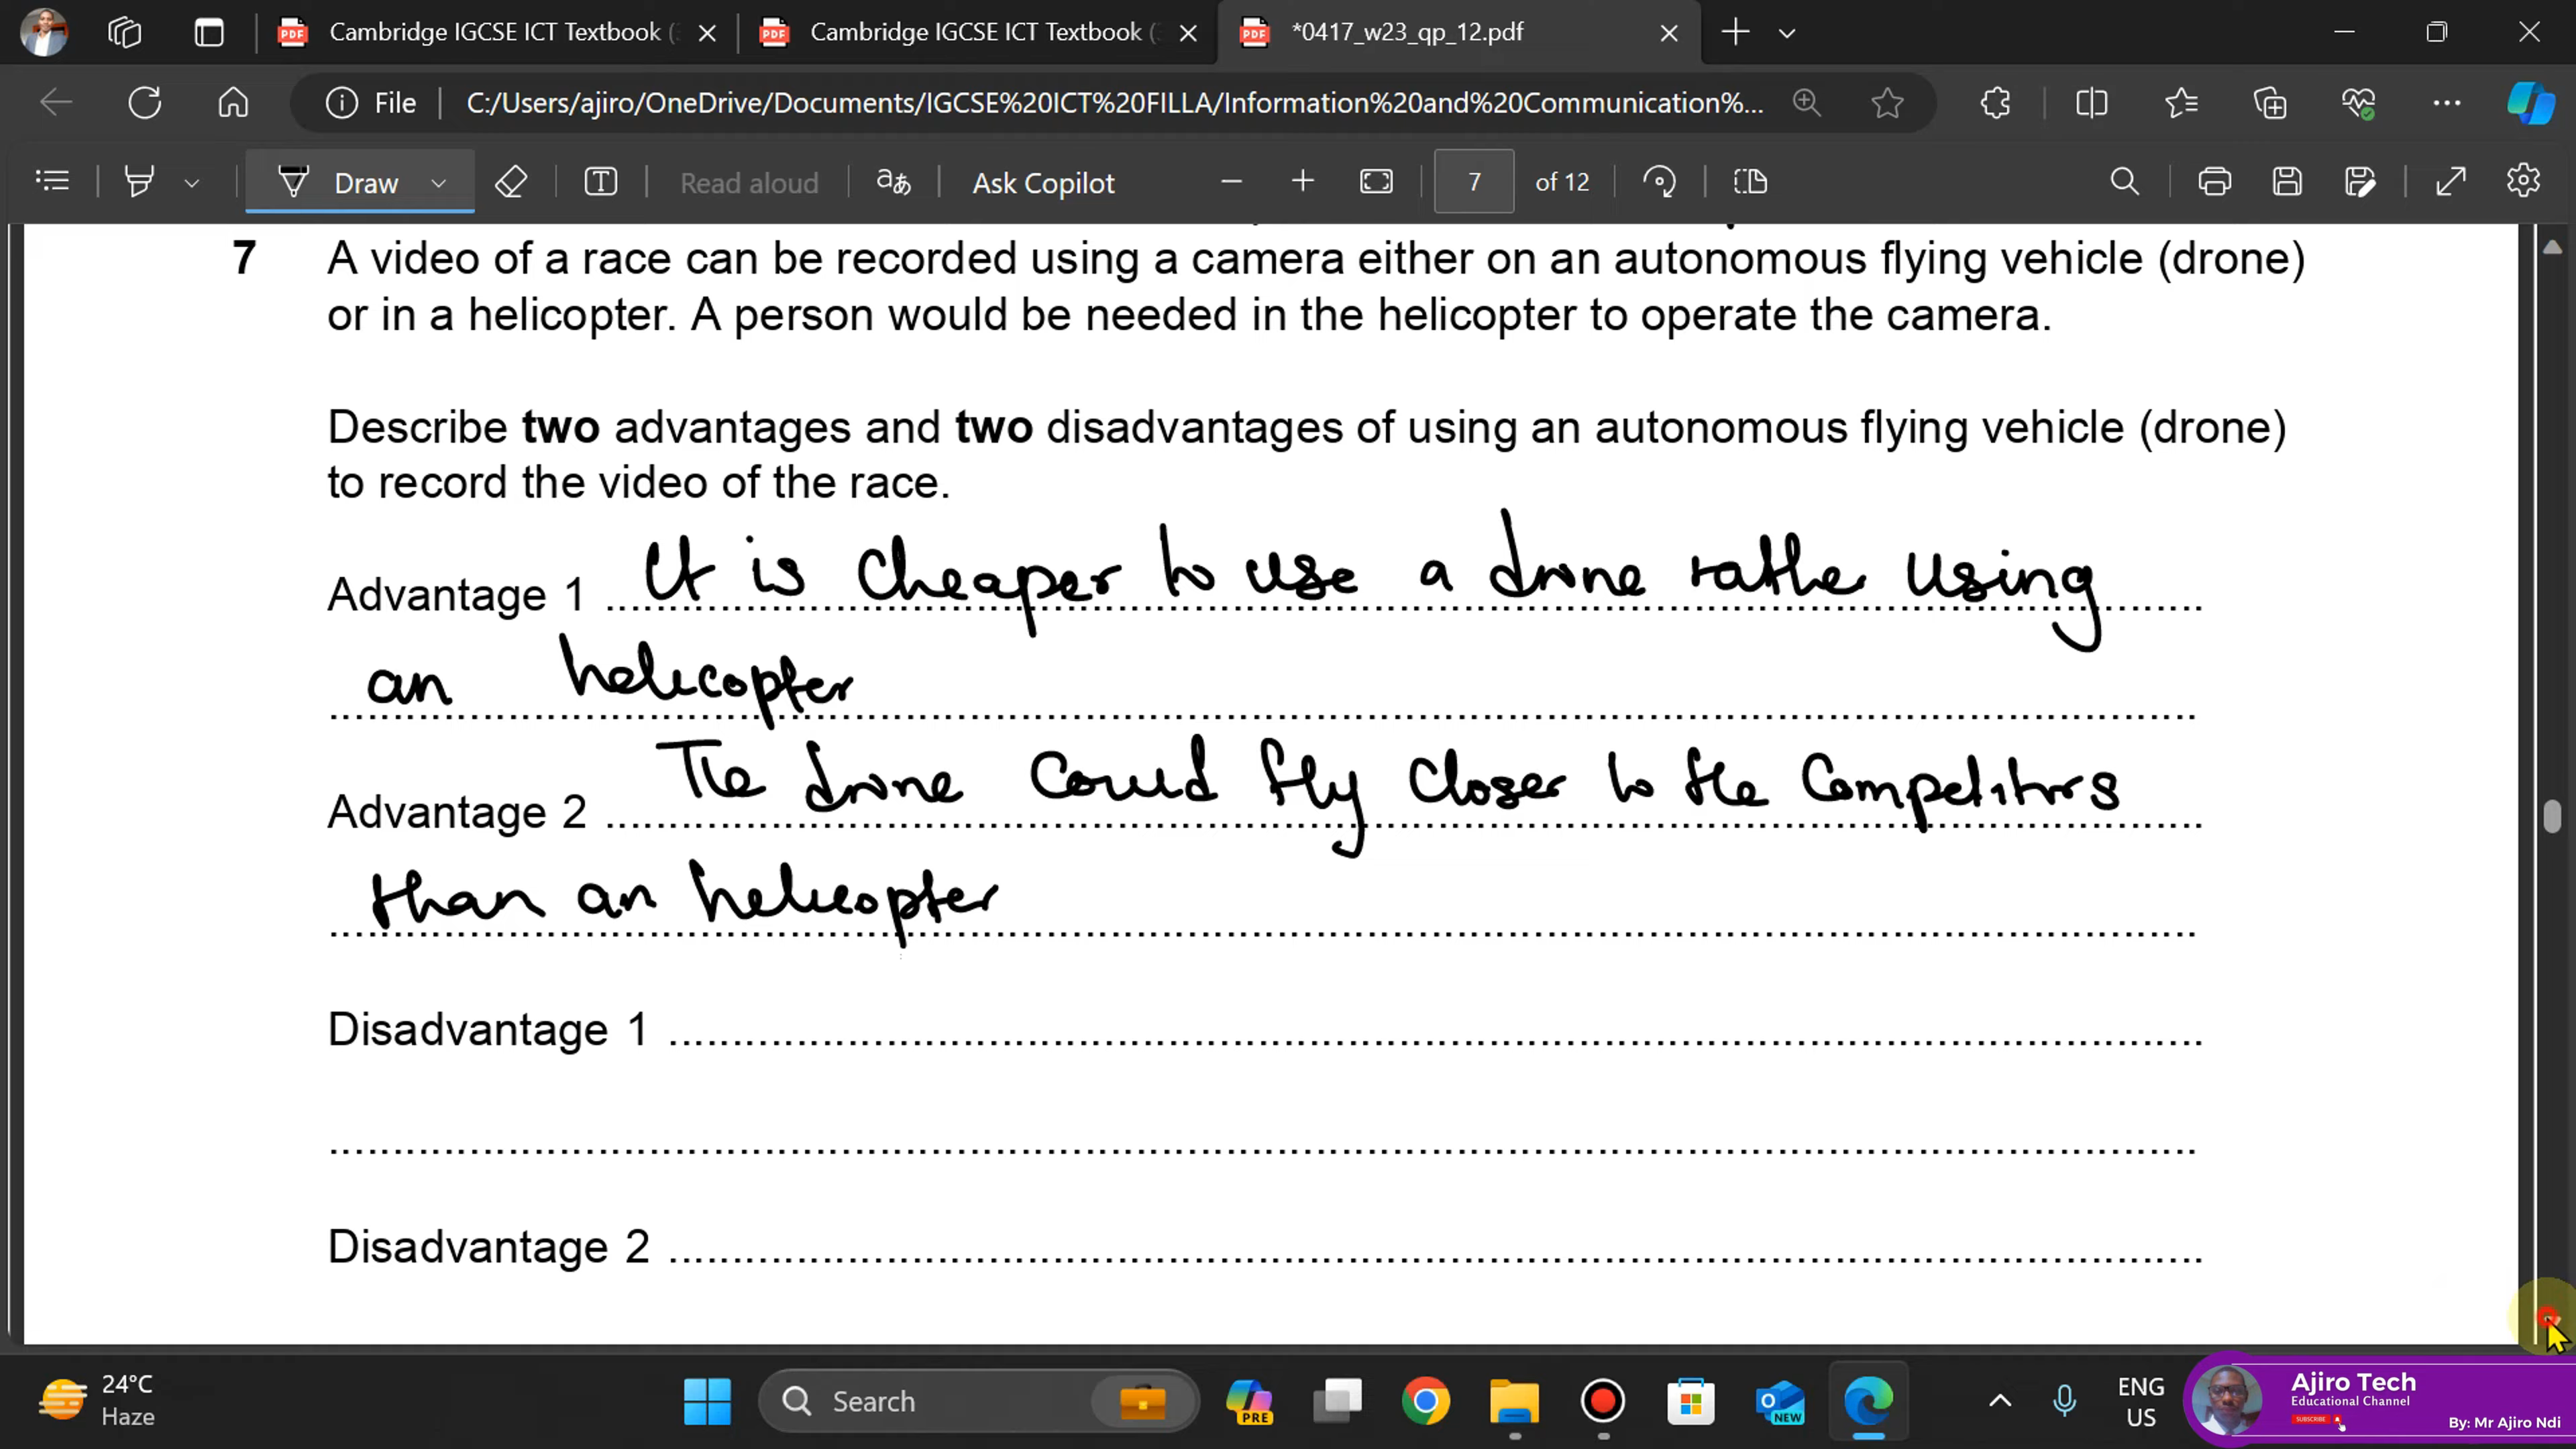 Cambridge IGCSE ICT Textbook (
Cambridge IGCSE ICT Textbook (
*0417_w23_qp_12.pdf
File
C:/Users/ajiro/OneDrive/Documents/IGCSE%20ICT%20FILLA/Information%20and%20Communication%...
Draw
Read aloud
aあ
Ask Copilot
7
of 12
7 A video of a race can be recorded using a camera either on an autonomous flying vehicle (drone)
or in a helicopter. A person would be needed in the helicopter to operate the camera.
Describe two advantages and two disadvantages of using an autonomous flying vehicle (drone)
to record the video of the race.
Advantage 1 It is cheaper to use a drone rather using
an helicopter
Advantage 2 The drone could fly closer to the competitors
than an helicopter
Disadvantage 1
Disadvantage 2
24°C
Haze
Search
PRE
NEW
ENG
US
Ajiro Tech
Educational Channel
SUBSCRIBE
By: Mr Ajiro Ndi